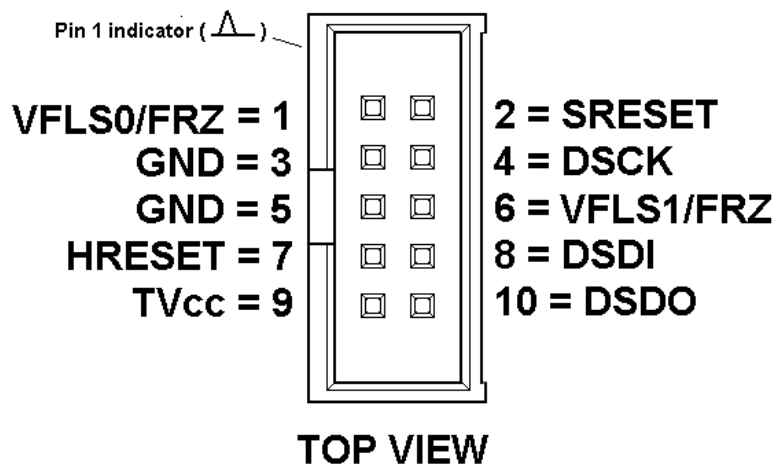 Pin 1 indicator ( )
VFLS0/FRZ = 1
2 = SRESET
GND = 3
4 = DSCK
GND = 5
6 = VFLS1/FRZ
HRESET = 7
8 = DSDI
TVcc = 9
10 = DSDO
TOP VIEW